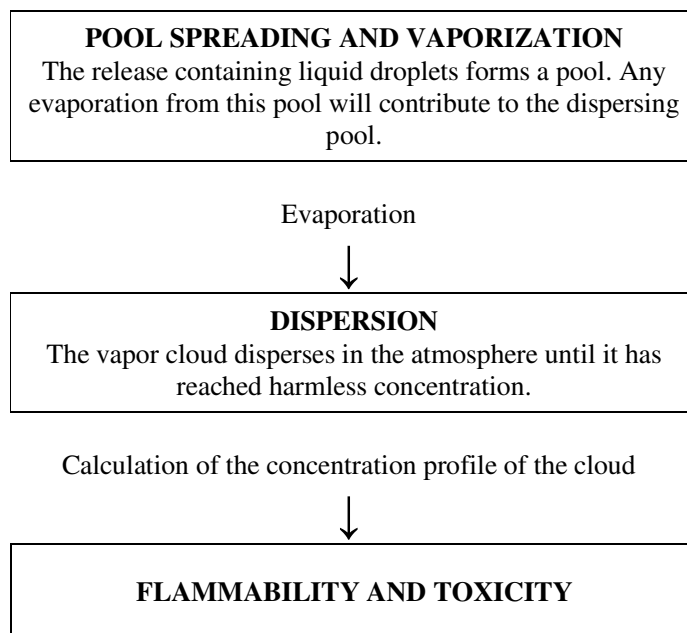 POOL SPREADING AND VAPORIZATION
The release containing liquid droplets forms a pool. Any
evaporation from this pool will contribute to the dispersing
pool.
Evaporation
DISPERSION
The vapor cloud disperses in the atmosphere until it has
reached harmless concentration.
Calculation of the concentration profile of the cloud
FLAMMABILITY AND TOXICITY